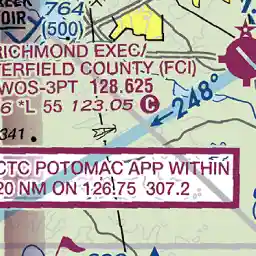 764
OIR
(500)
RICHMOND EXEC/
TERFIELD COUNTY (FCI)
WOS-3PT 128.625
6 *L 55 123.05 C
248°
341
CTC POTOMAC APP WITHIN
20 NM ON 126.75 307.2